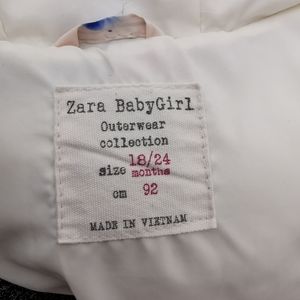 Zara BabyGirl
Outerwear
collection
size 18/24 months
cm 92
MADE IN VIETNAM